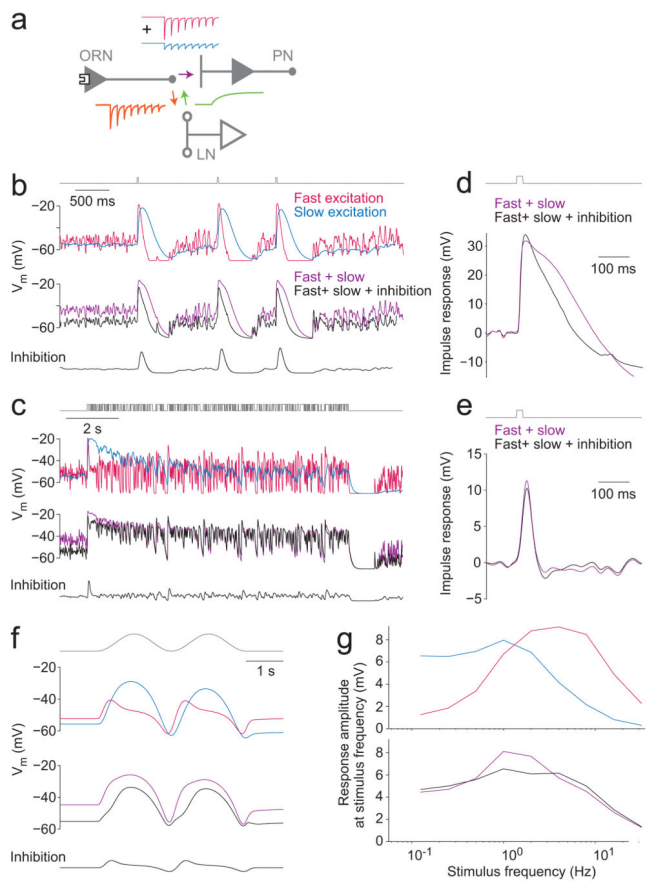 a
+
ORN
PN
LN
b
500 ms
Fast excitation
Slow excitation
−20
−60
Vm (mV)
Fast + slow
Fast+ slow + inhibition
−20
−60
Inhibition
c
2 s
−20
−40
−60
Vm (mV)
−20
−40
−60
Inhibition
d
Fast + slow
Fast+ slow + inhibition
100 ms
30
20
10
0
−10
Impulse response (mV)
e
Fast + slow
Fast+ slow + inhibition
100 ms
15
10
5
0
−5
Impulse response (mV)
f
1 s
−20
−40
−60
Vm (mV)
−20
−40
−60
Inhibition
g
8
6
4
2
0
Response amplitude
at stimulus frequency (mV)
8
6
4
2
0
10⁻¹ 10⁰ 10¹
Stimulus frequency (Hz)